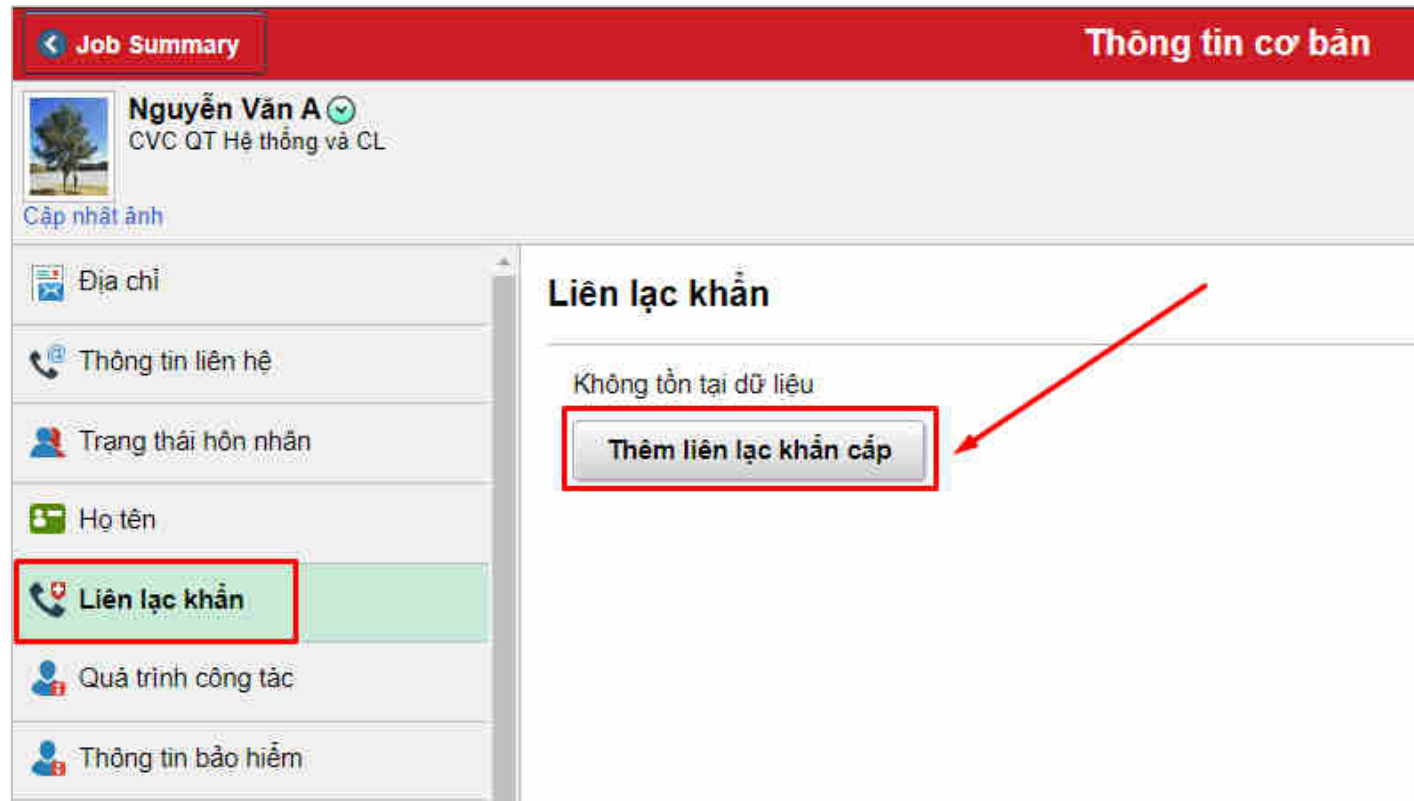 Job Summary
Thông tin cơ bản
Nguyễn Văn A
CVC QT Hệ thống và CL
Cập nhật ảnh
Địa chỉ
Thông tin liên hệ
Trạng thái hôn nhân
Họ tên
Liên lạc khẩn
Quá trình công tác
Thông tin bảo hiểm
Liên lạc khẩn
Không tồn tại dữ liệu
Thêm liên lạc khẩn cấp